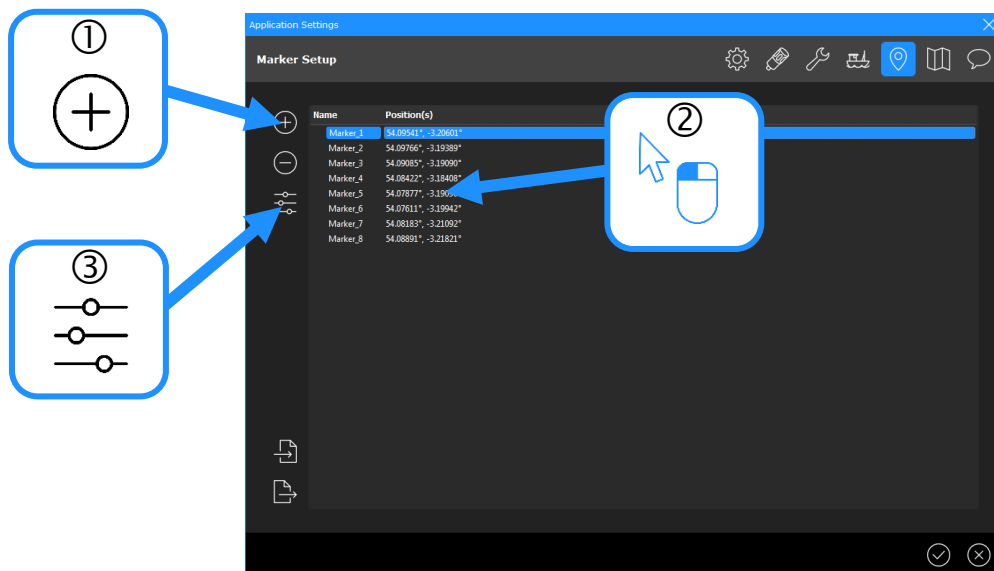 Application Settings
Marker Setup
①
②
③
Name Position(s)
Marker_1 54.09541°, -3.20601°
Marker_2 54.09766°, -3.19389°
Marker_3 54.09085°, -3.19090°
Marker_4 54.08422°, -3.18408°
Marker_5 54.07877°,
Marker_6 54.07611°, -3.19942°
Marker_7 54.08183°, -3.21092°
Marker_8 54.08891°, -3.21821°